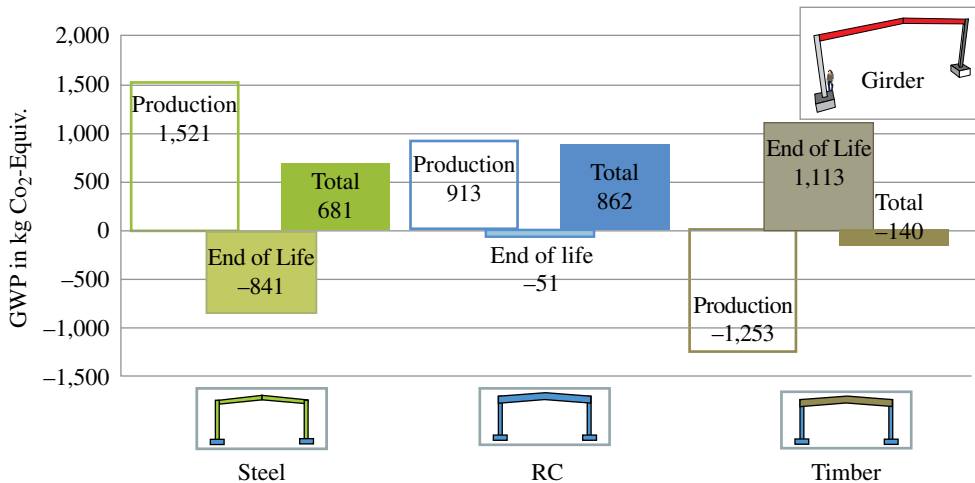 GWP in kg Co₂-Equiv.
2,000
1,500
1,000
500
0
–500
–1,000
–1,500
Production
1,521
End of Life
–841
Total
681
Production
913
End of life
–51
Total
862
Production
–1,253
End of Life
1,113
Total
–140
Girder
Steel
RC
Timber